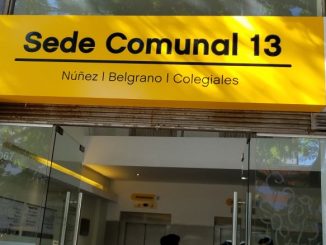 Sede Comunal 13
Núñez | Belgrano | Colegiales